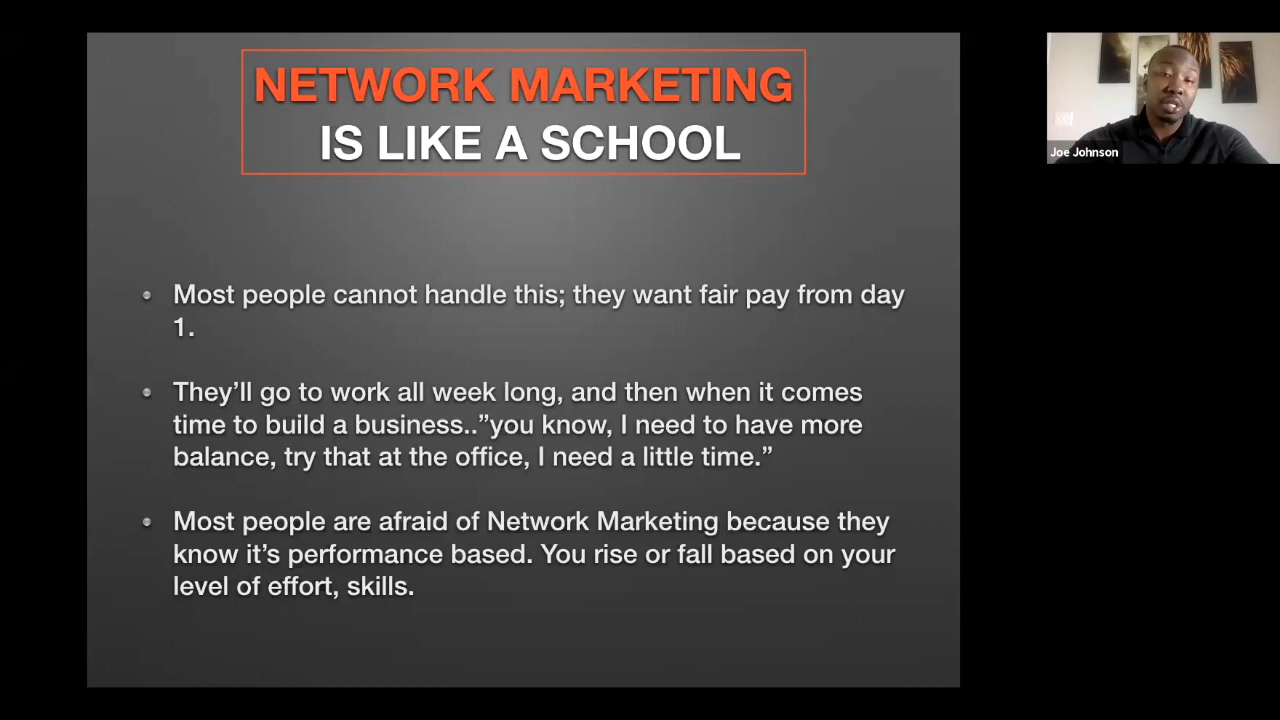 NETWORK MARKETING
IS LIKE A SCHOOL
Most people cannot handle this; they want fair pay from day
1.
They’ll go to work all week long, and then when it comes
time to build a business..”you know, I need to have more
balance, try that at the office, I need a little time.”
Most people are afraid of Network Marketing because they
know it’s performance based. You rise or fall based on your
level of effort, skills.
Joe Johnson